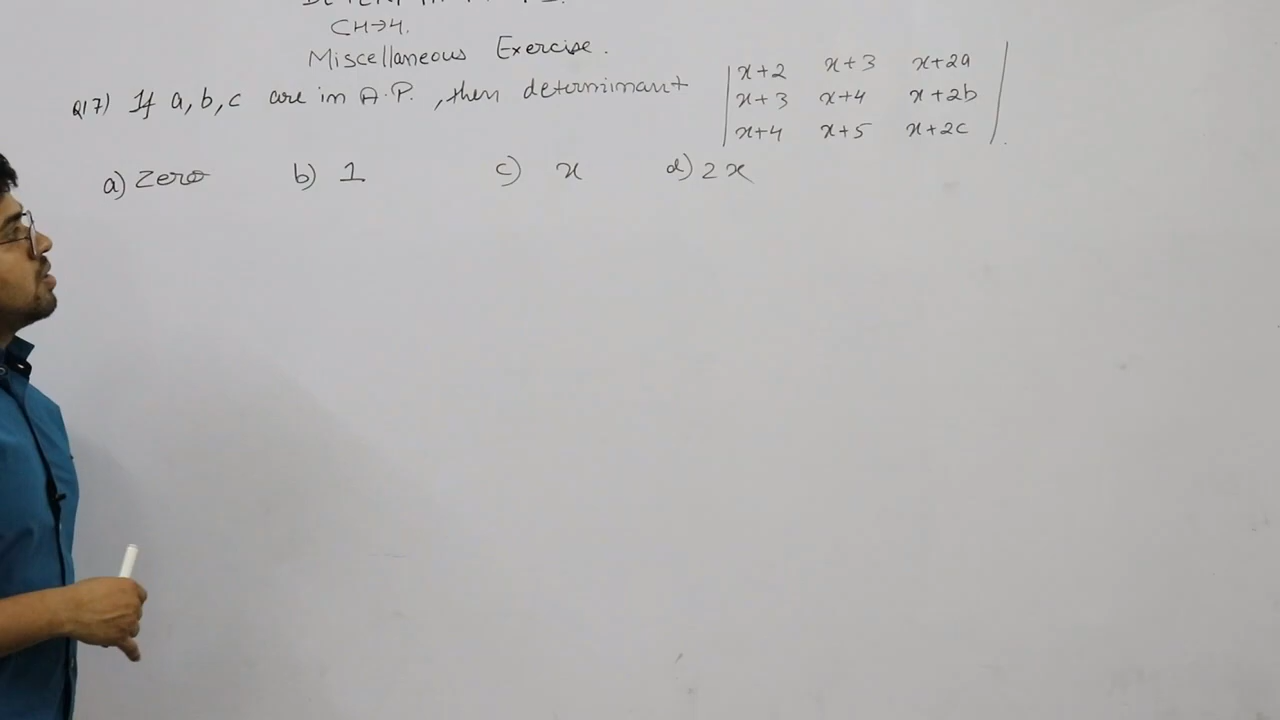 CH→4.
Miscellaneous Exercise.
Q17) If a, b, c are in A.P., then determinant
x+2 x+3 x+2a
x+3 x+4 x+2b
x+4 x+5 x+2c
a) Zero b) 1 c) x d) 2x